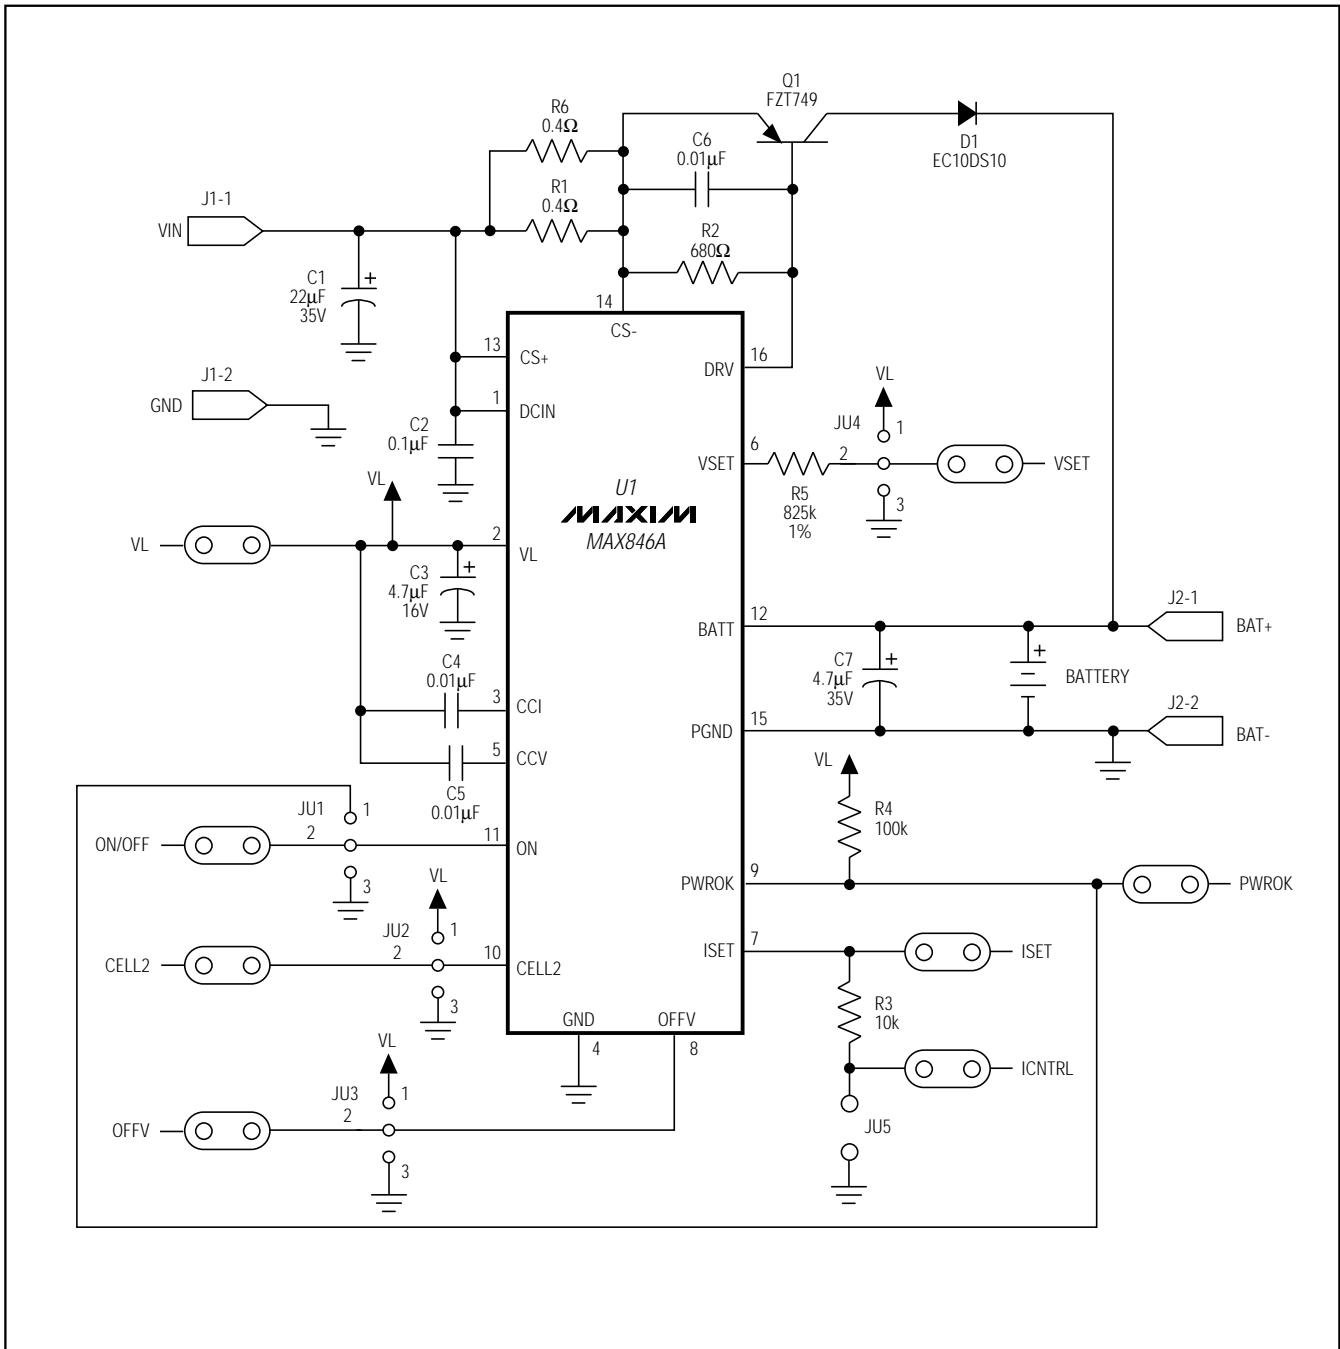 Q1
FZT749
R6
0.4Ω
C6
0.01μF
D1
EC10DS10
R1
0.4Ω
J1-1
VIN
R2
680Ω
C1
22μF
35V
+
14
CS-
13
CS+
16
DRV
J1-2
GND
1
DCIN
VL
JU4
1
C2
0.1μF
6
VSET
2
VSET
R5
825k
1%
3
VL
U1
MAXIM
MAX846A
VL
2
VL
C3
4.7μF
16V
+
J2-1
12
BATT
BAT+
C4
0.01μF
C7
4.7μF
35V
+
+
BATTERY
3
CCI
J2-2
15
PGND
BAT-
5
CCV
VL
C5
0.01μF
JU1
1
2
R4
100k
ON/OFF
11
ON
3
VL
9
PWROK
PWROK
JU2
1
2
7
ISET
ISET
CELL2
10
CELL2
3
R3
10k
GND
OFFV
4
8
VL
ICNTRL
JU3
1
2
JU5
OFFV
3